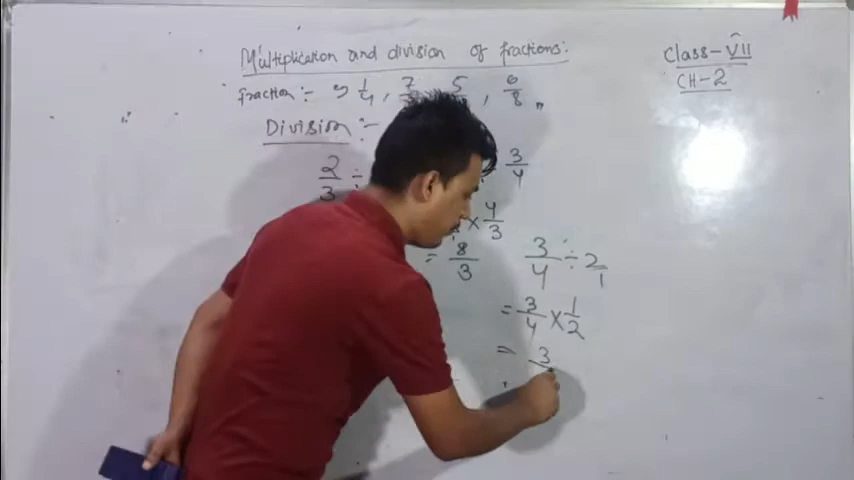 Multiplication and division of fractions:
Class-VII
CH-2
fraction:- 1/4, 7, 5, 6/8
Division:-
2/3 ÷ 3/4
× 4/3
= 8/3
3/4 ÷ 2/1
= 3/4 × 1/2
= 3